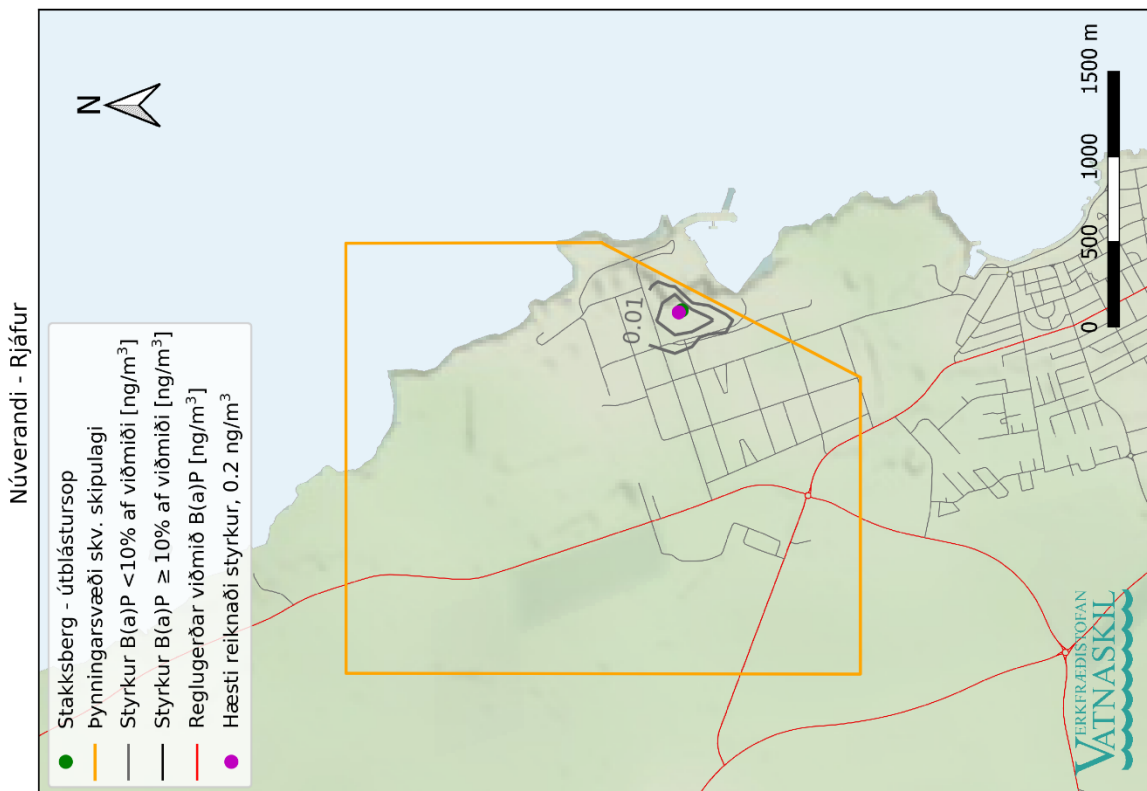 Núverandi - Rjáfur
N
Stakksberg - útblástursop
Þynningarsvæði skv. skipulagi
Styrkur B(a)P <10% af viðmiði [ng/m³]
Styrkur B(a)P ≥ 10% af viðmiði [ng/m³]
Reglugerðar viðmið B(a)P [ng/m³]
Hæsti reiknaði styrkur, 0.2 ng/m³
0.01
0 500 1000 1500 m
VERKFRÆÐISTOFAN
VATNASKIL